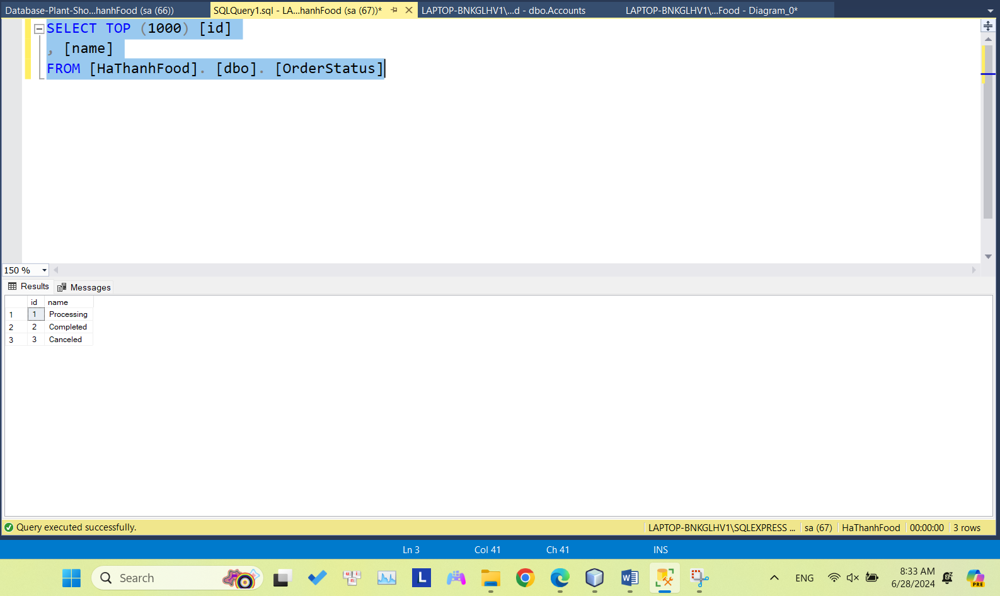 Database-Plant-Sho...hanhFood (sa (66))
SQLQuery1.sql - LA...hanhFood (sa (67))*
LAPTOP-BNKGLHV1\...d - dbo.Accounts
LAPTOP-BNKGLHV1\...Food - Diagram_0*
SELECT TOP (1000) [id]
, [name]
FROM [HaThanhFood]. [dbo]. [OrderStatus]
150 %
Results
Messages
id name
1 1 Processing
2 2 Completed
3 3 Canceled
Query executed successfully.
LAPTOP-BNKGLHV1\SQLEXPRESS ...
sa (67)
HaThanhFood
00:00:00
3 rows
Ln 3
Col 41
Ch 41
INS
Search
L
W
ENG
8:33 AM
6/28/2024
PRE